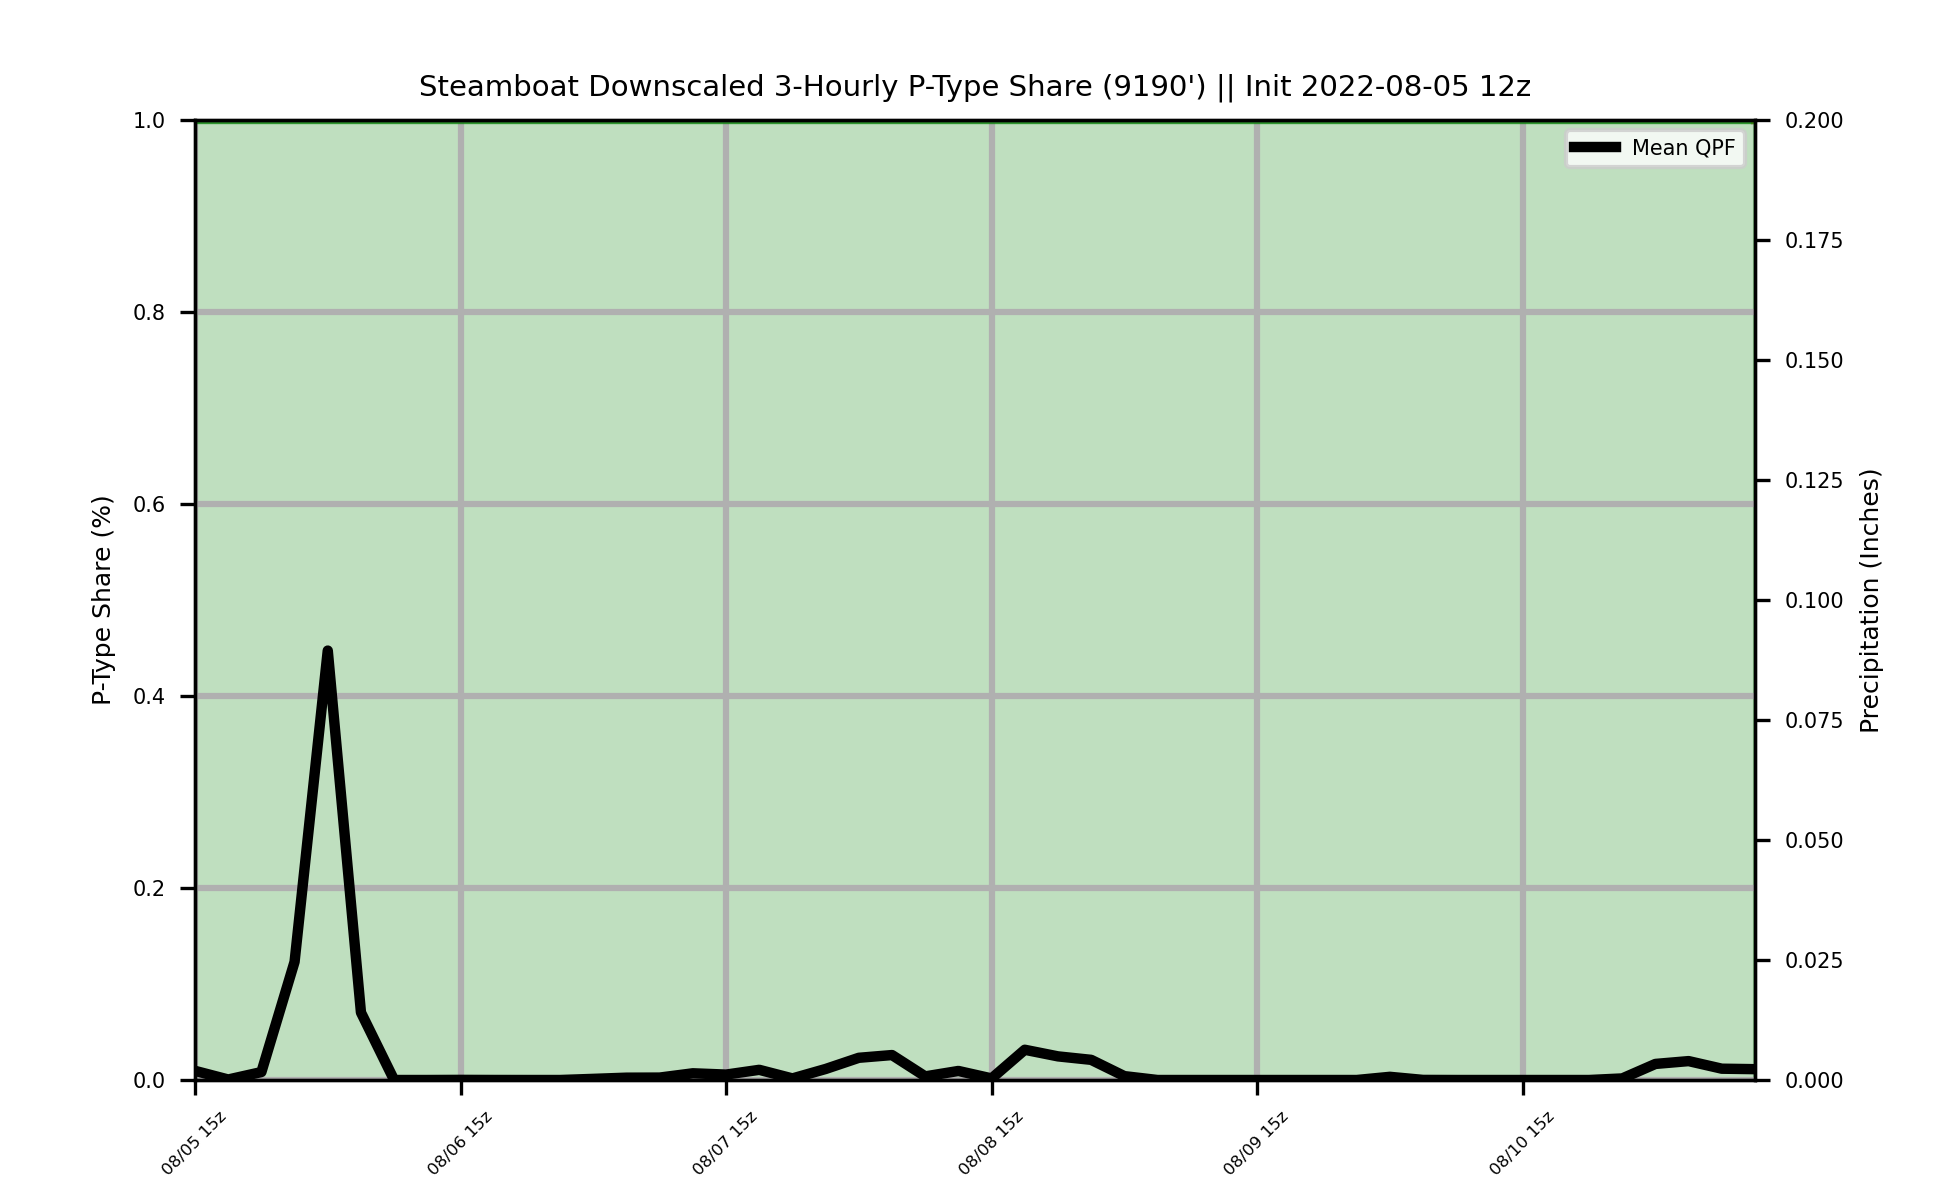 Steamboat Downscaled 3-Hourly P-Type Share (9190') || Init 2022-08-05 12z
Mean QPF
P-Type Share (%)
1.0
0.8
0.6
0.4
0.2
0.0
0.200
0.175
0.150
0.125
0.100
0.075
0.050
0.025
0.000
Precipitation (Inches)
08/05 15z
08/06 15z
08/07 15z
08/08 15z
08/09 15z
08/10 15z